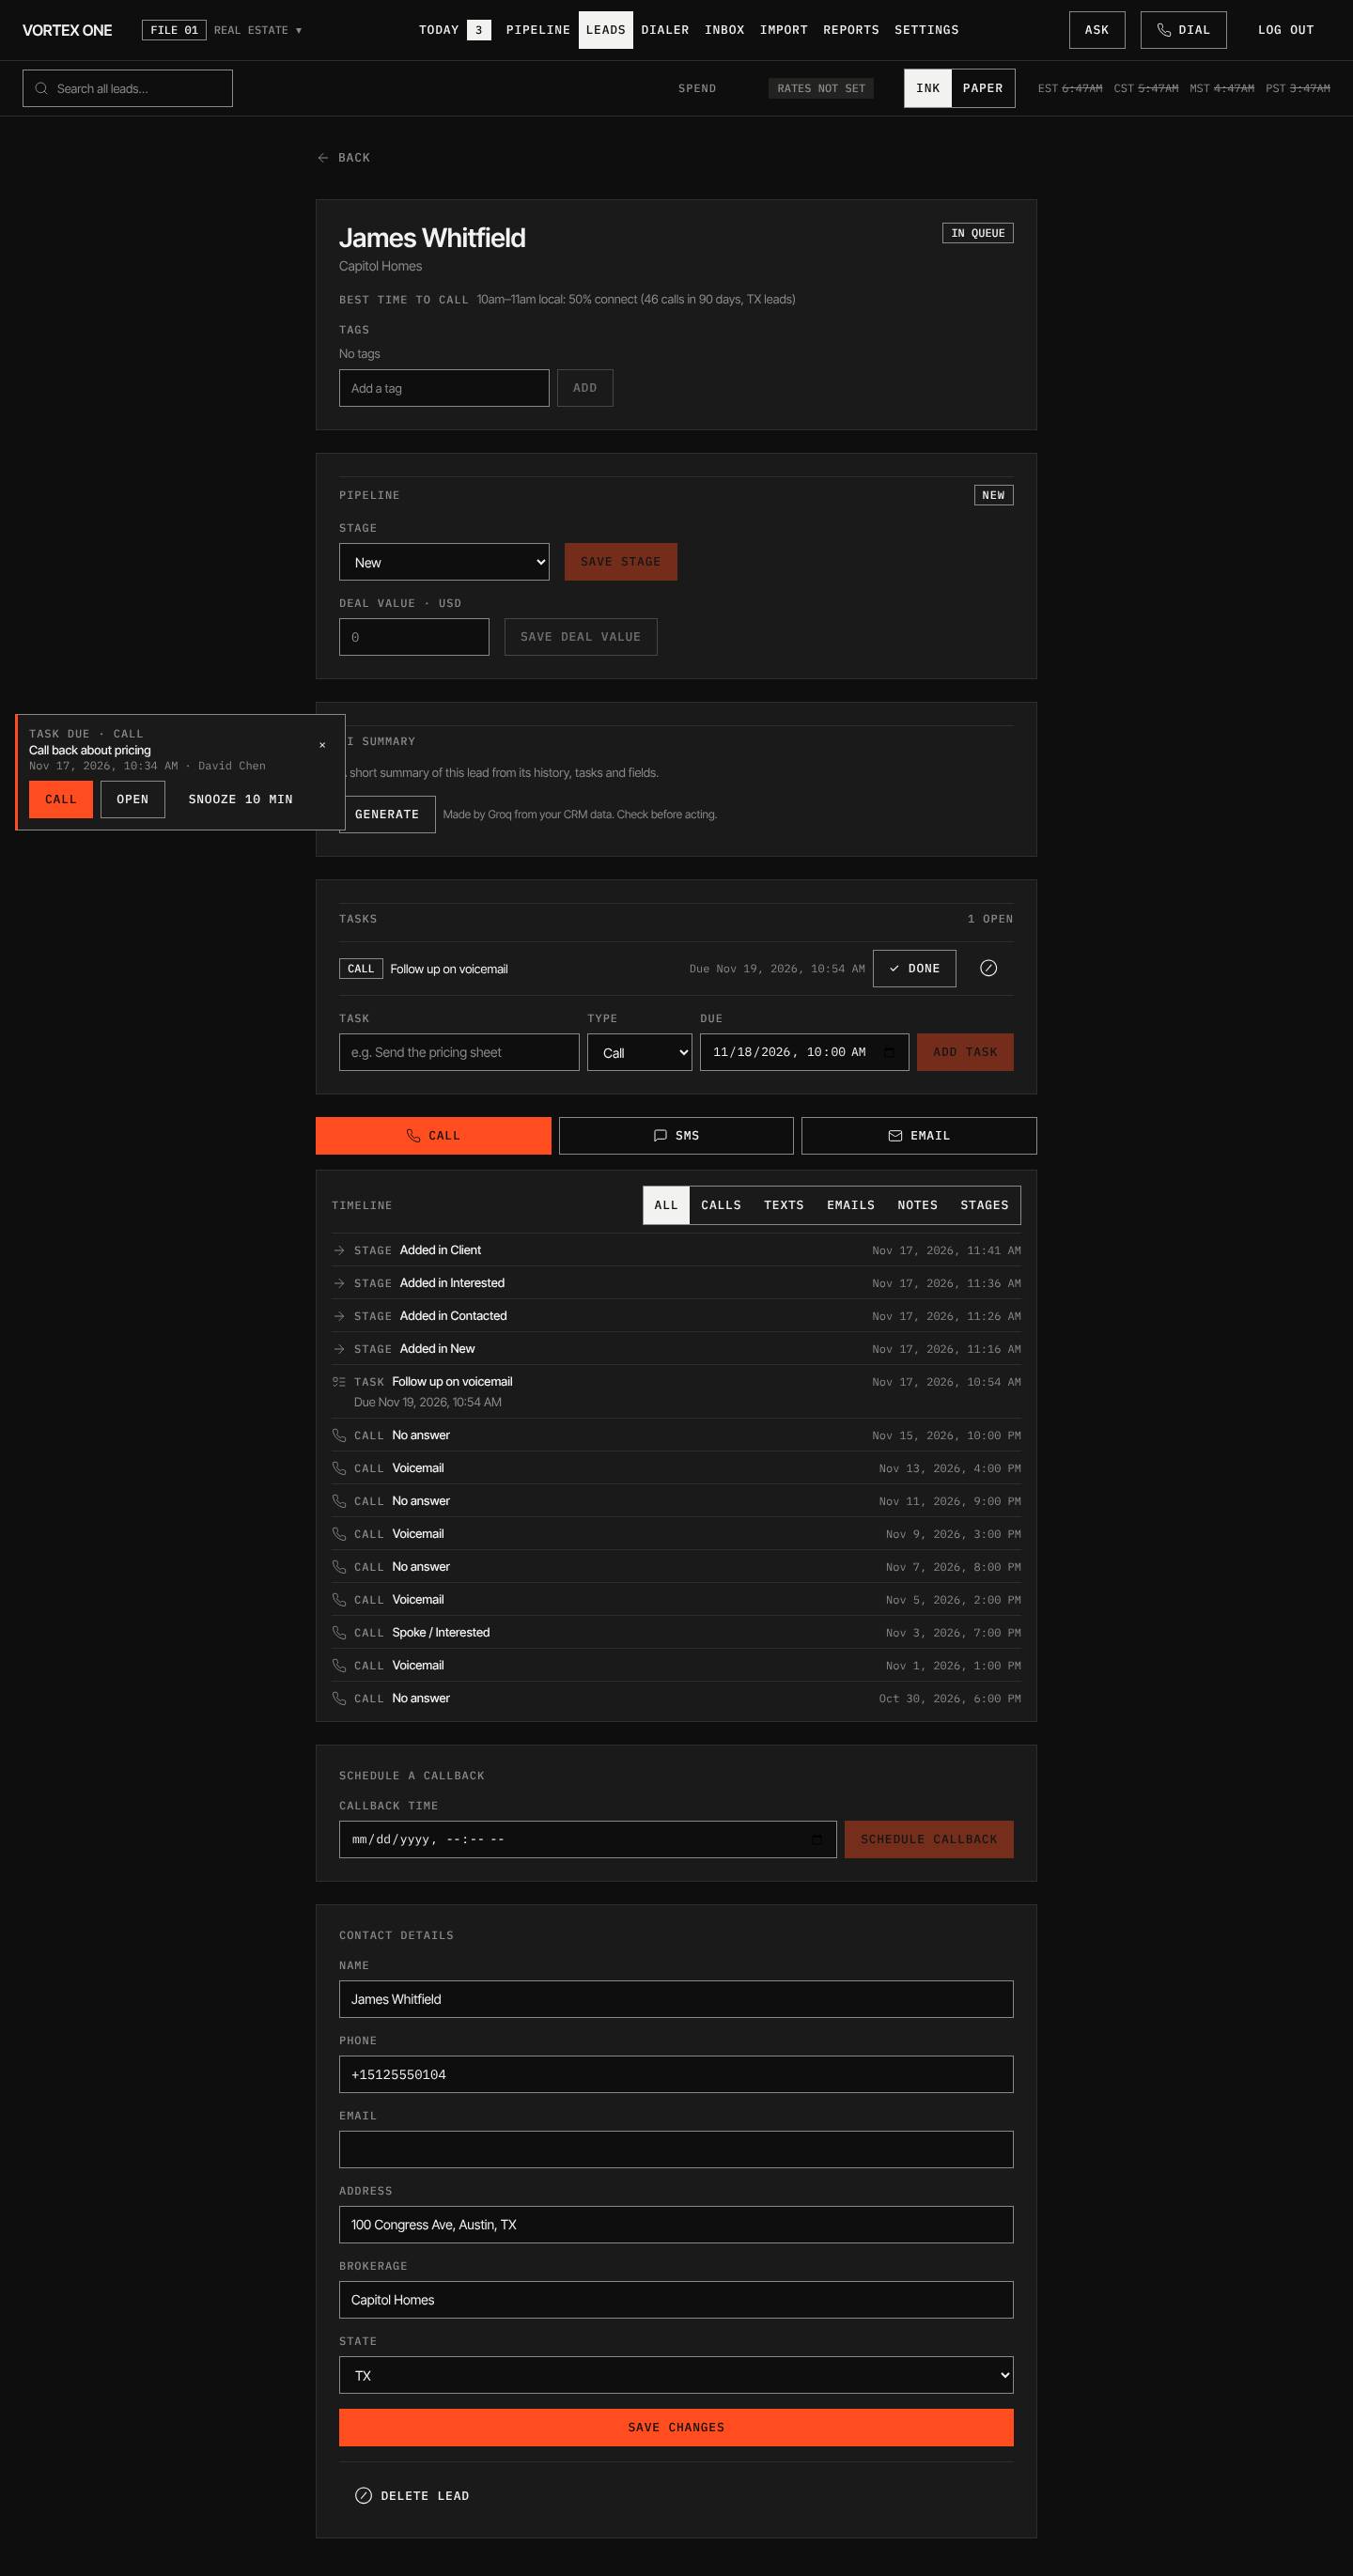 VORTEX ONE FILE 01 REAL ESTATE ▾ TODAY 3 PIPELINE LEADS DIALER INBOX IMPORT REPORTS SETTINGS ASK DIAL LOG OUT
Search all leads... SPEND RATES NOT SET INK PAPER EST 6:47AM CST 5:47AM MST 4:47AM PST 3:47AM
BACK
James Whitfield IN QUEUE
Capitol Homes
BEST TIME TO CALL 10am–11am local: 50% connect (46 calls in 90 days, TX leads)
TAGS
No tags
Add a tag ADD
PIPELINE NEW
STAGE
New SAVE STAGE
DEAL VALUE · USD
0 SAVE DEAL VALUE
TASK DUE · CALL
Call back about pricing ×
Nov 17, 2026, 10:34 AM · David Chen
CALL OPEN SNOOZE 10 MIN
I SUMMARY
short summary of this lead from its history, tasks and fields.
GENERATE Made by Groq from your CRM data. Check before acting.
TASKS 1 OPEN
CALL Follow up on voicemail Due Nov 19, 2026, 10:54 AM ✓ DONE
TASK TYPE DUE
e.g. Send the pricing sheet Call 11/18/2026, 10:00 AM ADD TASK
CALL SMS EMAIL
TIMELINE ALL CALLS TEXTS EMAILS NOTES STAGES
STAGE Added in Client Nov 17, 2026, 11:41 AM
STAGE Added in Interested Nov 17, 2026, 11:36 AM
STAGE Added in Contacted Nov 17, 2026, 11:26 AM
STAGE Added in New Nov 17, 2026, 11:16 AM
TASK Follow up on voicemail Nov 17, 2026, 10:54 AM
Due Nov 19, 2026, 10:54 AM
CALL No answer Nov 15, 2026, 10:00 PM
CALL Voicemail Nov 13, 2026, 4:00 PM
CALL No answer Nov 11, 2026, 9:00 PM
CALL Voicemail Nov 9, 2026, 3:00 PM
CALL No answer Nov 7, 2026, 8:00 PM
CALL Voicemail Nov 5, 2026, 2:00 PM
CALL Spoke / Interested Nov 3, 2026, 7:00 PM
CALL Voicemail Nov 1, 2026, 1:00 PM
CALL No answer Oct 30, 2026, 6:00 PM
SCHEDULE A CALLBACK
CALLBACK TIME
mm/dd/yyyy, --:-- -- SCHEDULE CALLBACK
CONTACT DETAILS
NAME
James Whitfield
PHONE
+15125550104
EMAIL
ADDRESS
100 Congress Ave, Austin, TX
BROKERAGE
Capitol Homes
STATE
TX
SAVE CHANGES
DELETE LEAD